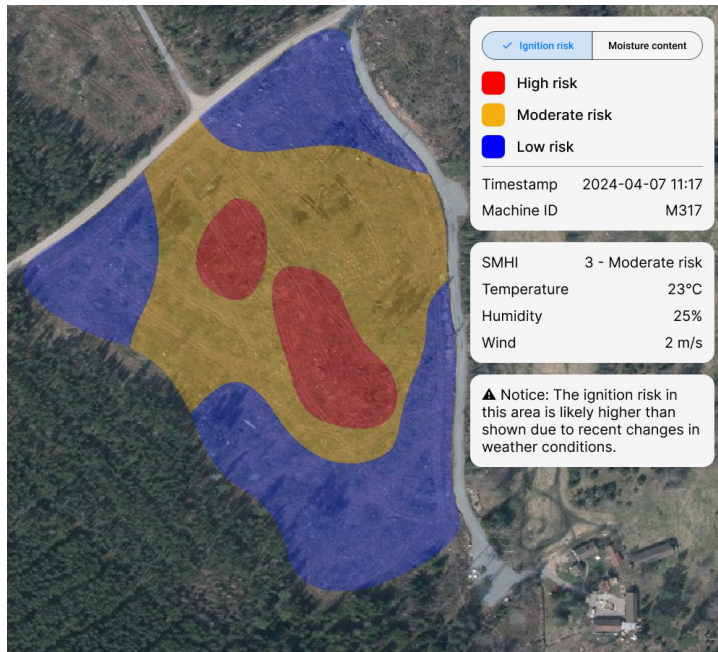 ✓ Ignition risk Moisture content
High risk
Moderate risk
Low risk
Timestamp 2024-04-07 11:17
Machine ID M317
SMHI 3 - Moderate risk
Temperature 23°C
Humidity 25%
Wind 2 m/s
⚠ Notice: The ignition risk in
this area is likely higher than
shown due to recent changes in
weather conditions.